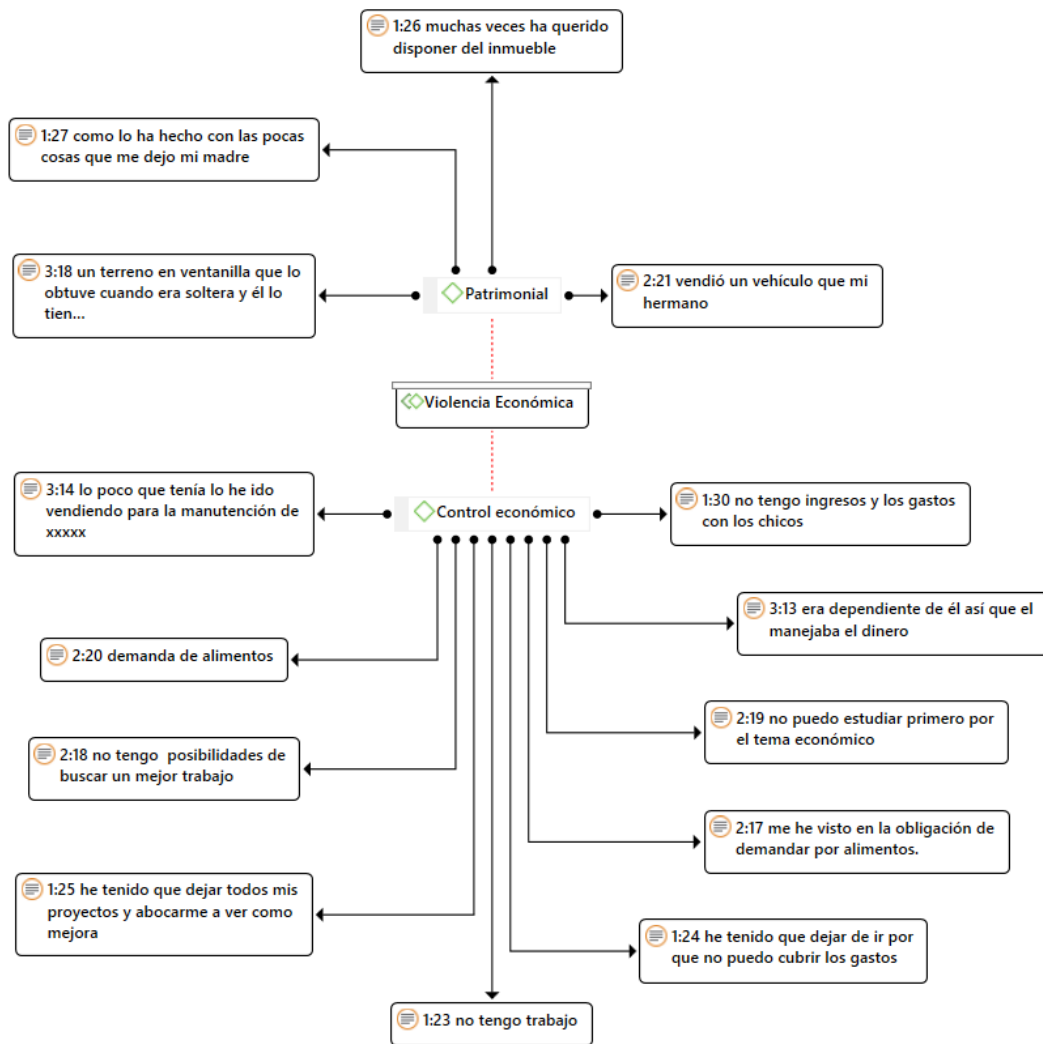 1:26 muchas veces ha querido
disponer del inmueble
1:27 como lo ha hecho con las pocas
cosas que me dejo mi madre
3:18 un terreno en ventanilla que lo
obtuve cuando era soltera y él lo
tien...
Patrimonial
2:21 vendió un vehículo que mi
hermano
Violencia Económica
3:14 lo poco que tenía lo he ido
vendiendo para la manutención de
xxxxx
Control económico
1:30 no tengo ingresos y los gastos
con los chicos
3:13 era dependiente de él así que el
manejaba el dinero
2:20 demanda de alimentos
2:19 no puedo estudiar primero por
el tema económico
2:18 no tengo  posibilidades de
buscar un mejor trabajo
2:17 me he visto en la obligación de
demandar por alimentos.
1:25 he tenido que dejar todos mis
proyectos y abocarme a ver como
mejora
1:24 he tenido que dejar de ir por
que no puedo cubrir los gastos
1:23 no tengo trabajo